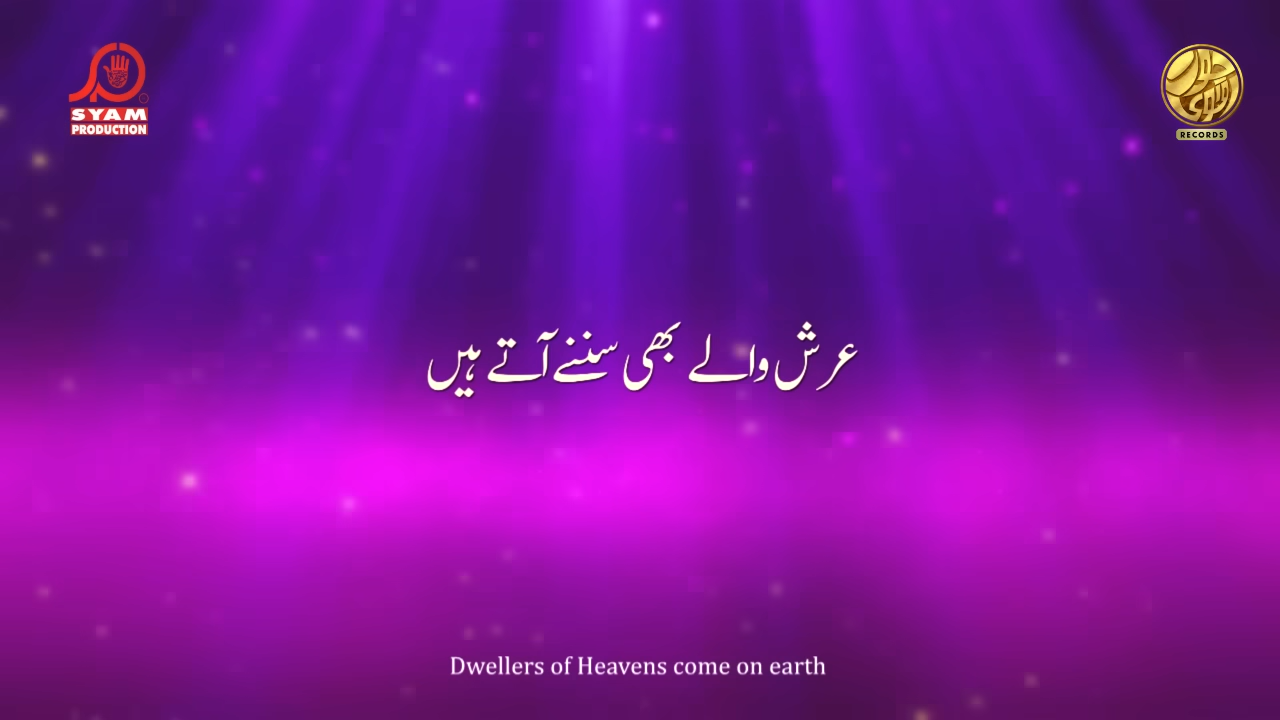 SYAM
PRODUCTION
RECORDS
عرش والے بھی سننے آتے ہیں
Dwellers of Heavens come on earth